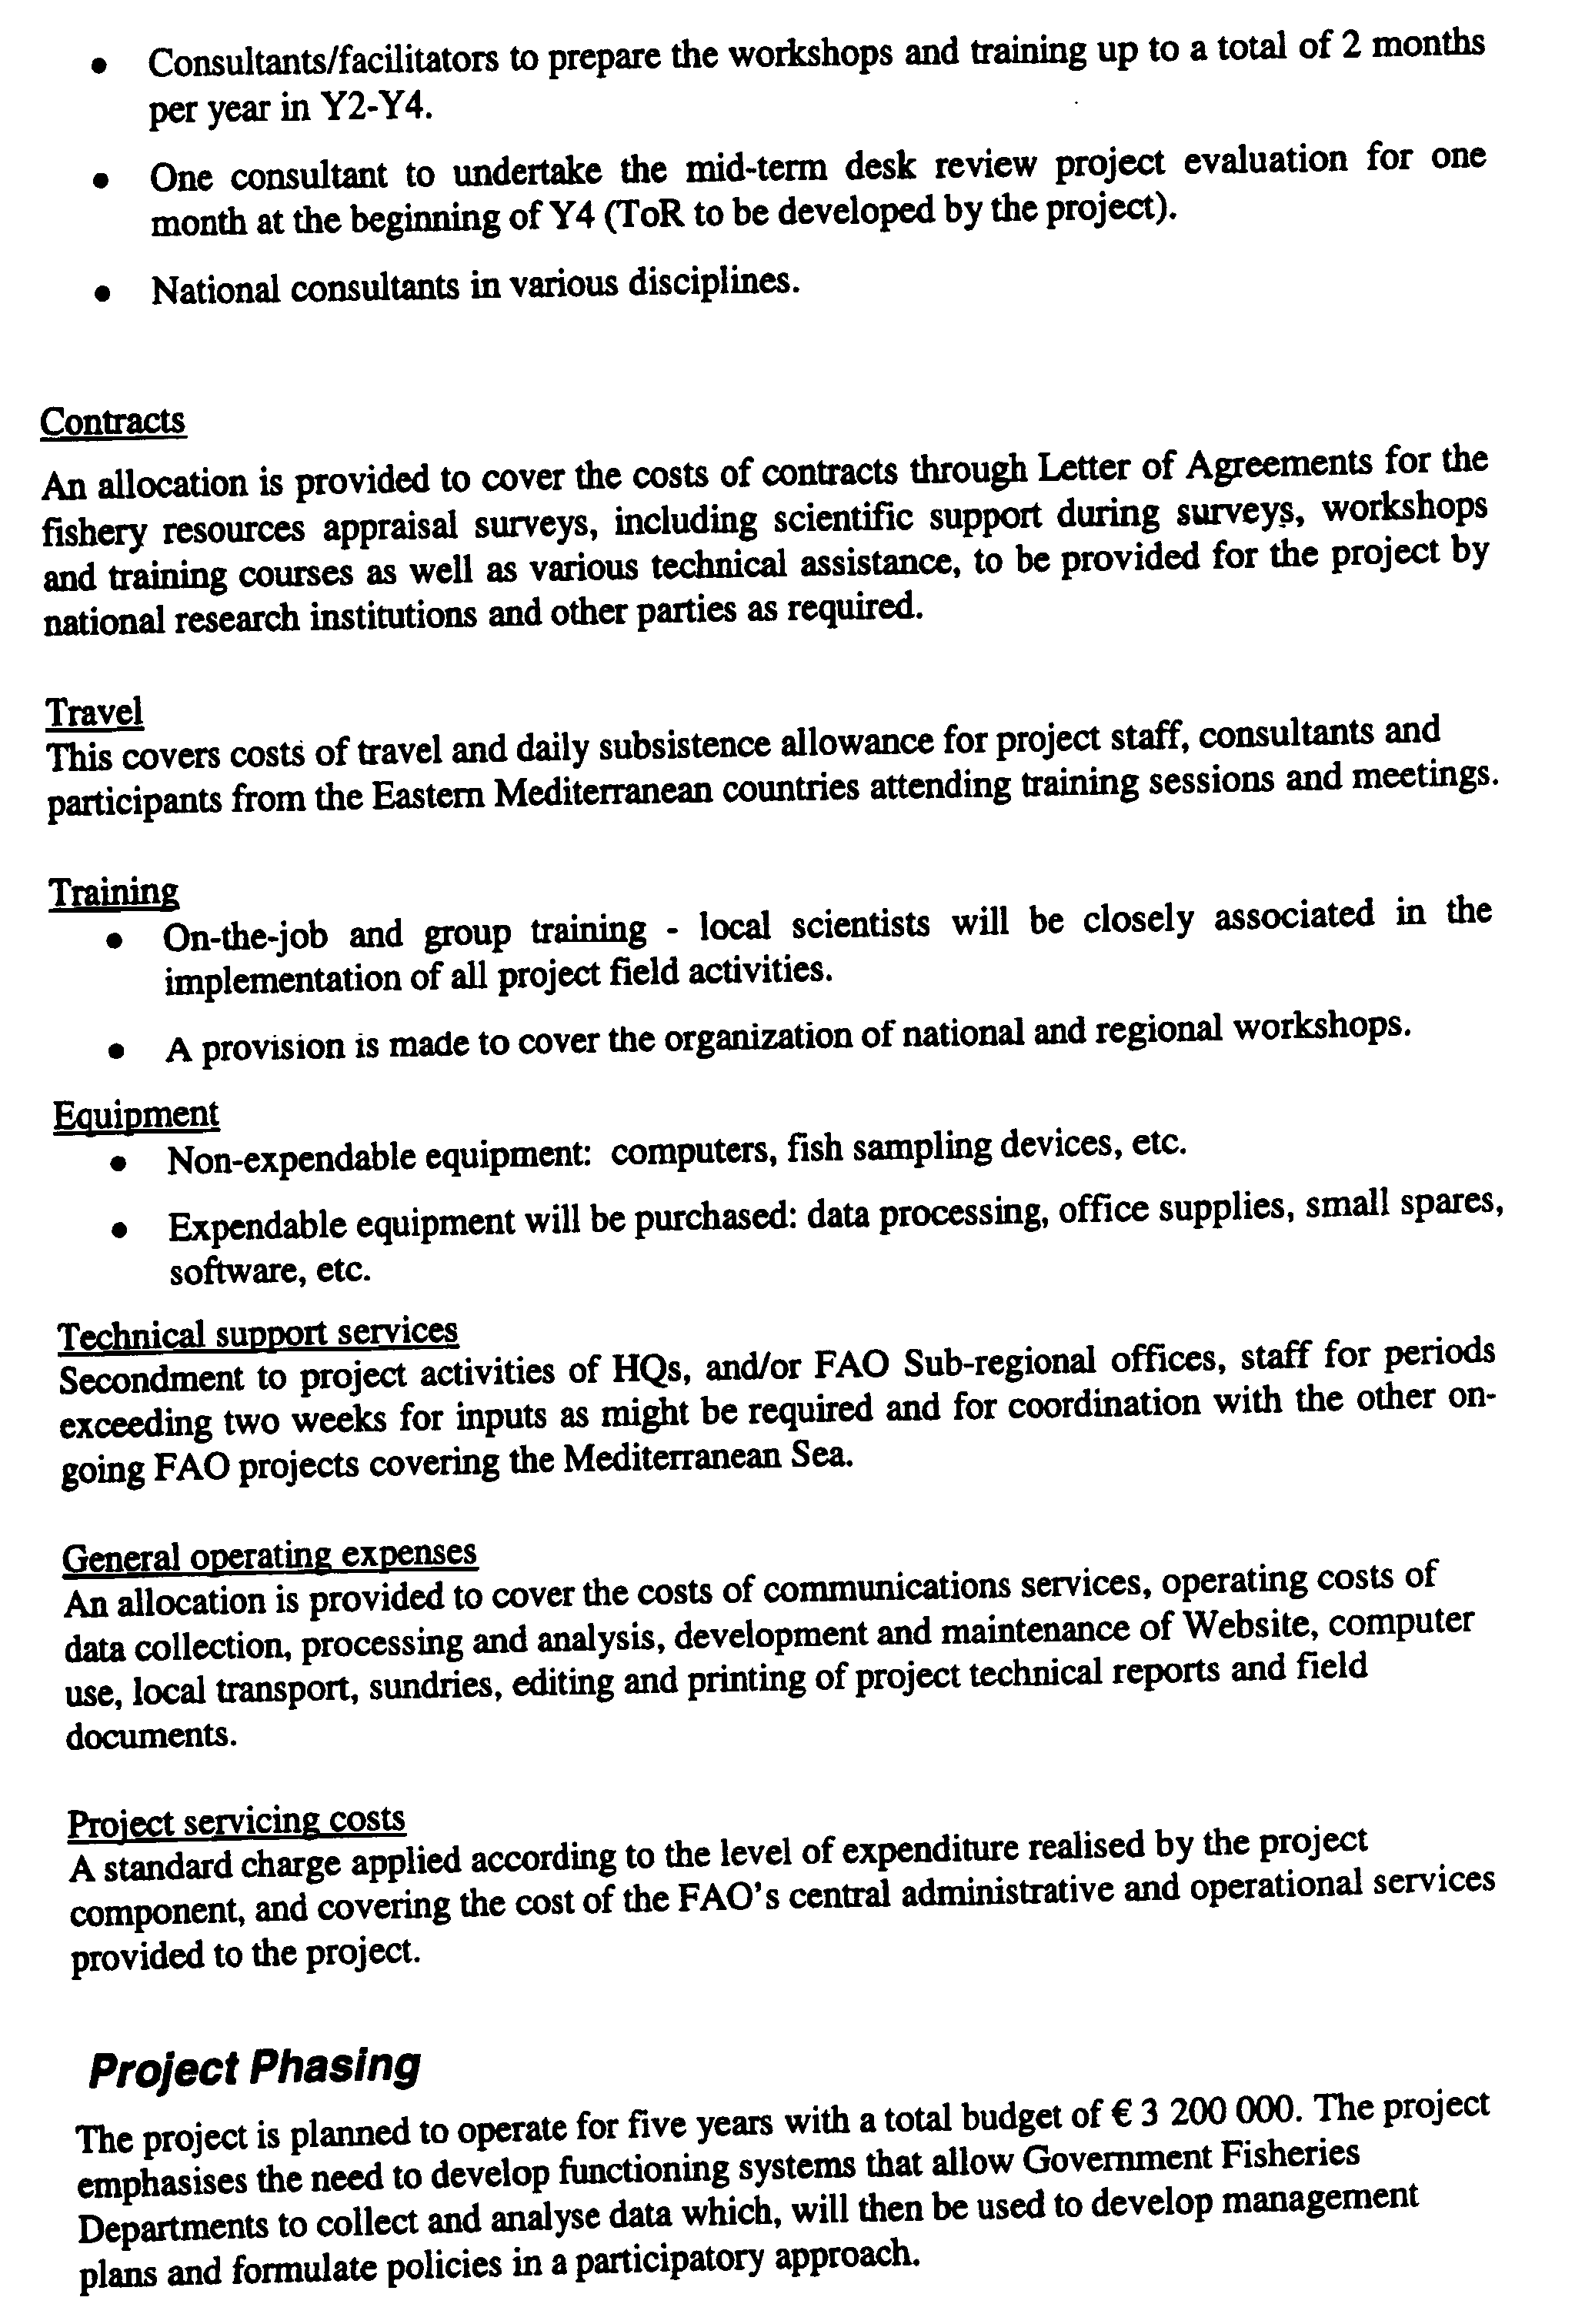 • Consultants/facilitators to prepare the workshops and training up to a total of 2 months
per year in Y2-Y4.
• One consultant to undertake the mid-term desk review project evaluation for one
month at the beginning of Y4 (ToR to be developed by the project).
• National consultants in various disciplines.
Contracts
An allocation is provided to cover the costs of contracts through Letter of Agreements for the
fishery resources appraisal surveys, including scientific support during surveys, workshops
and training courses as well as various technical assistance, to be provided for the project by
national research institutions and other parties as required.
Travel
This covers costs of travel and daily subsistence allowance for project staff, consultants and
participants from the Eastern Mediterranean countries attending training sessions and meetings.
Training
• On-the-job and group training - local scientists will be closely associated in the
implementation of all project field activities.
• A provision is made to cover the organization of national and regional workshops.
Equipment
• Non-expendable equipment: computers, fish sampling devices, etc.
• Expendable equipment will be purchased: data processing, office supplies, small spares,
software, etc.
Technical support services
Secondment to project activities of HQs, and/or FAO Sub-regional offices, staff for periods
exceeding two weeks for inputs as might be required and for coordination with the other on-
going FAO projects covering the Mediterranean Sea.
General operating expenses
An allocation is provided to cover the costs of communications services, operating costs of
data collection, processing and analysis, development and maintenance of Website, computer
use, local transport, sundries, editing and printing of project technical reports and field
documents.
Project servicing costs
A standard charge applied according to the level of expenditure realised by the project
component, and covering the cost of the FAO's central administrative and operational services
provided to the project.
Project Phasing
The project is planned to operate for five years with a total budget of € 3 200 000. The project
emphasises the need to develop functioning systems that allow Government Fisheries
Departments to collect and analyse data which, will then be used to develop management
plans and formulate policies in a participatory approach.